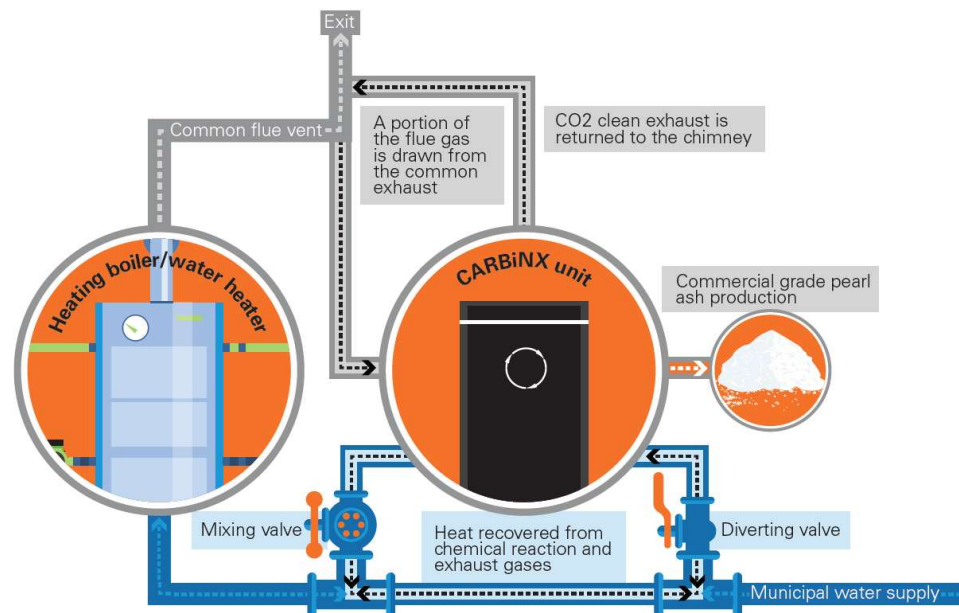 Exit
Common flue vent
A portion of
the flue gas
is drawn from
the common
exhaust
CO2 clean exhaust is
returned to the chimney
Heating boiler/water heater
CARBiNX unit
Commercial grade pearl
ash production
Mixing valve
Heat recovered from
chemical reaction and
exhaust gases
Diverting valve
Municipal water supply